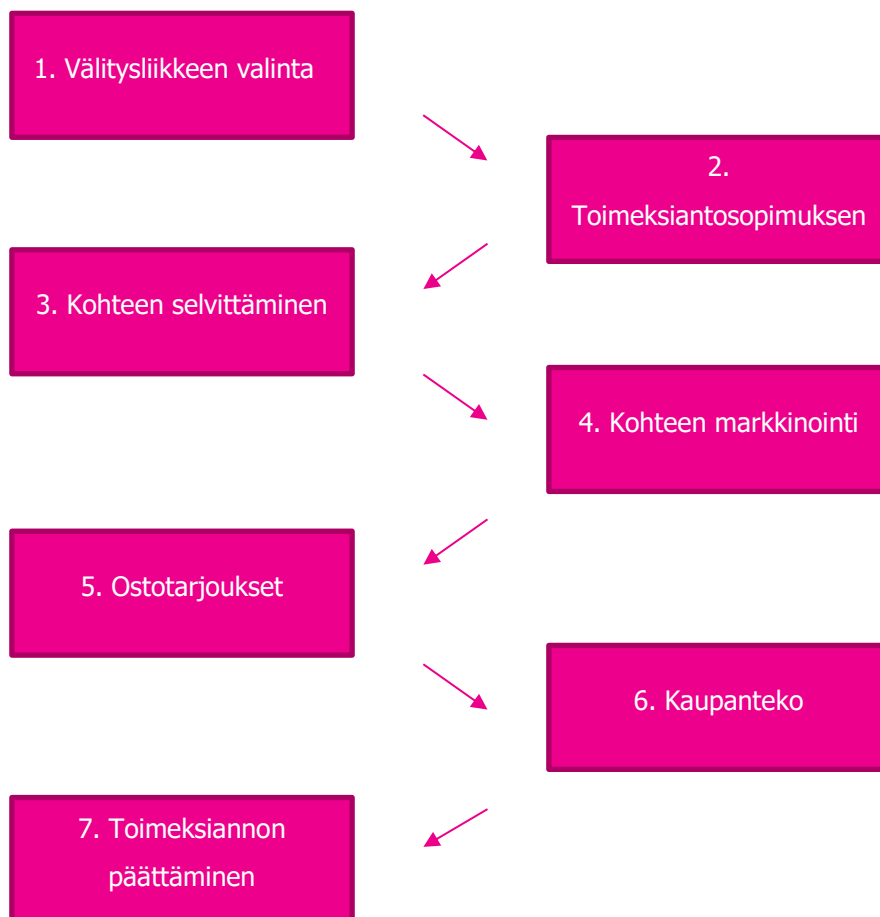 1. Välitysliikkeen valinta
2.
Toimeksiantosopimuksen
3. Kohteen selvittäminen
4. Kohteen markkinointi
5. Ostotarjoukset
6. Kaupanteko
7. Toimeksiannon
päättäminen